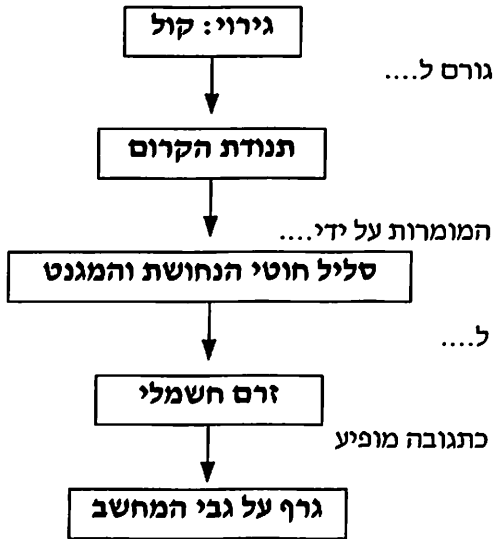 גירוי: קול
גורם ל....
תנודת הקרום
המומרות על ידי....
סליל חוטי הנחושת והמגנט
ל....
זרם חשמלי
כתגובה מופיע
גרף על גבי המחשב